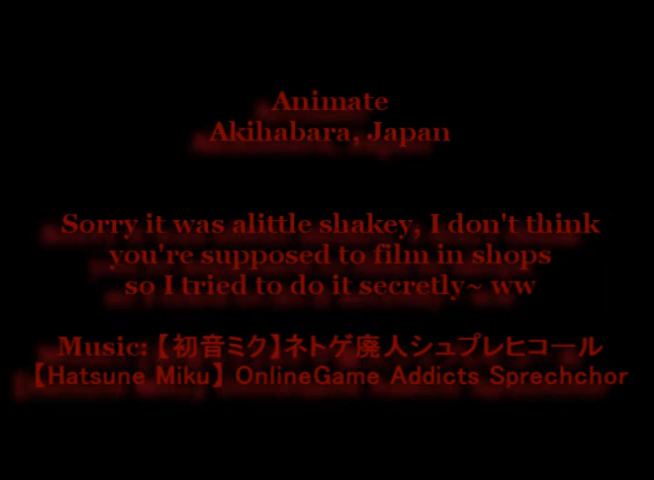 Animate
Akihabara, Japan
Sorry it was alittle shakey, I don't think
you're supposed to film in shops
so I tried to do it secretly~ ww
Music: 【初音ミク】ネトゲ廃人シュプレヒコール
【Hatsune Miku】 OnlineGame Addicts Sprechchor